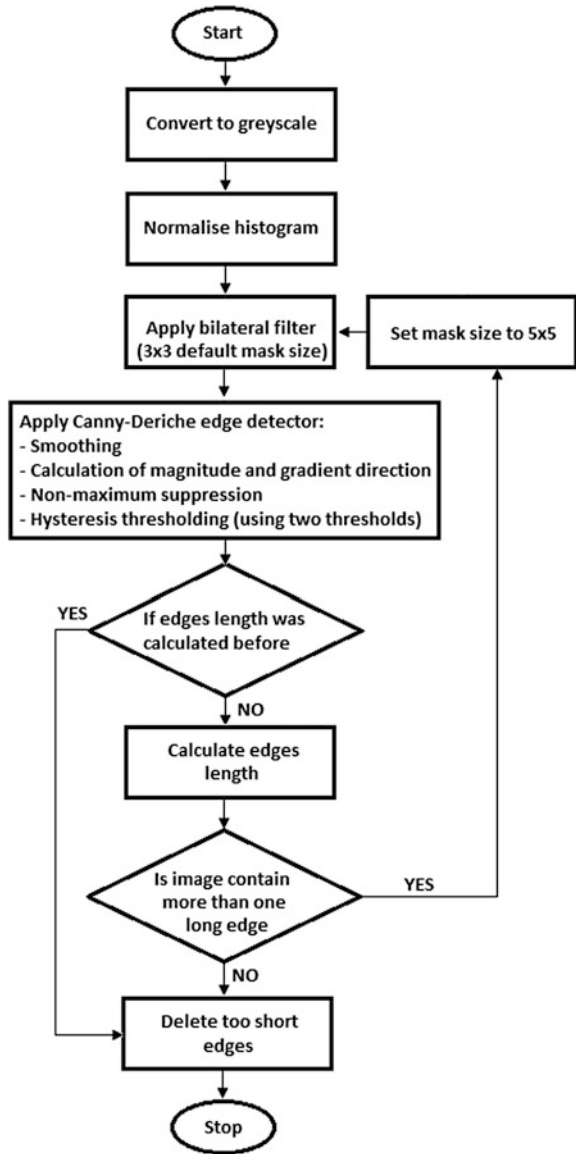 Start
Convert to greyscale
Normalise histogram
Apply bilateral filter
(3x3 default mask size)
Set mask size to 5x5
Apply Canny-Deriche edge detector:
- Smoothing
- Calculation of magnitude and gradient direction
- Non-maximum suppression
- Hysteresis thresholding (using two thresholds)
YES
If edges length was
calculated before
NO
Calculate edges
length
Is image contain
more than one
long edge
YES
NO
Delete too short
edges
Stop